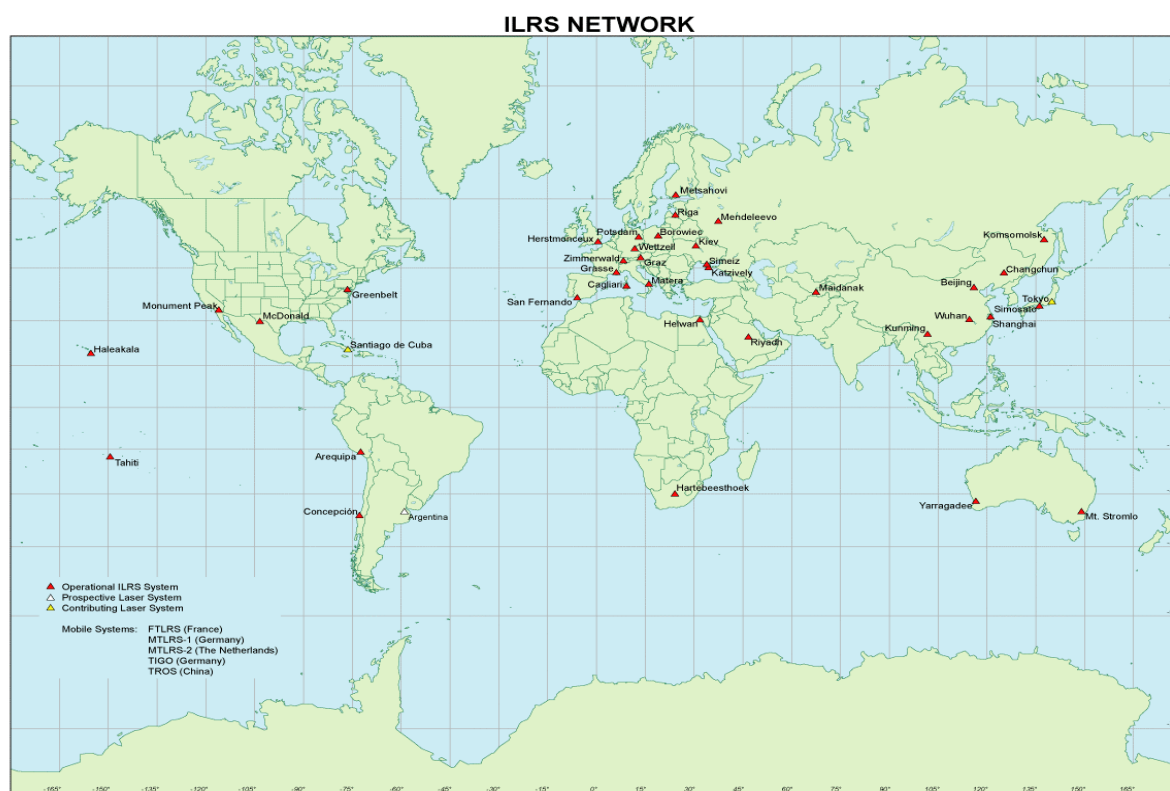 ILRS NETWORK
Metsahovi
Riga
Mendeleevo
Potsdam
Borowiec
Komsomolsk
Herstmonceux
Kiev
Wettzell
Zimmerwald
Graz
Simeiz
Grasse
Katzively
Changchun
Cagliari
Matera
Maidanak
Beijing
Greenbelt
San Fernando
Tokyo
Monument Peak
Simosato
McDonald
Helwan
Wuhan
Shanghai
Kunming
Haleakala
Santiago de Cuba
Riyadh
Arequipa
Tahiti
Hartebeesthoek
Yarragadee
Concepción
Argentina
Mt. Stromlo
Operational ILRS System
Prospective Laser System
Contributing Laser System
Mobile Systems: FTLRS (France)
MTLRS-1 (Germany)
MTLRS-2 (The Netherlands)
TIGO (Germany)
TROS (China)
-165° -150° -135° -120° -105° -90° -75° -60° -45° -30° -15° 0° 15° 30° 45° 60° 75° 90° 105° 120° 135° 150° 165°